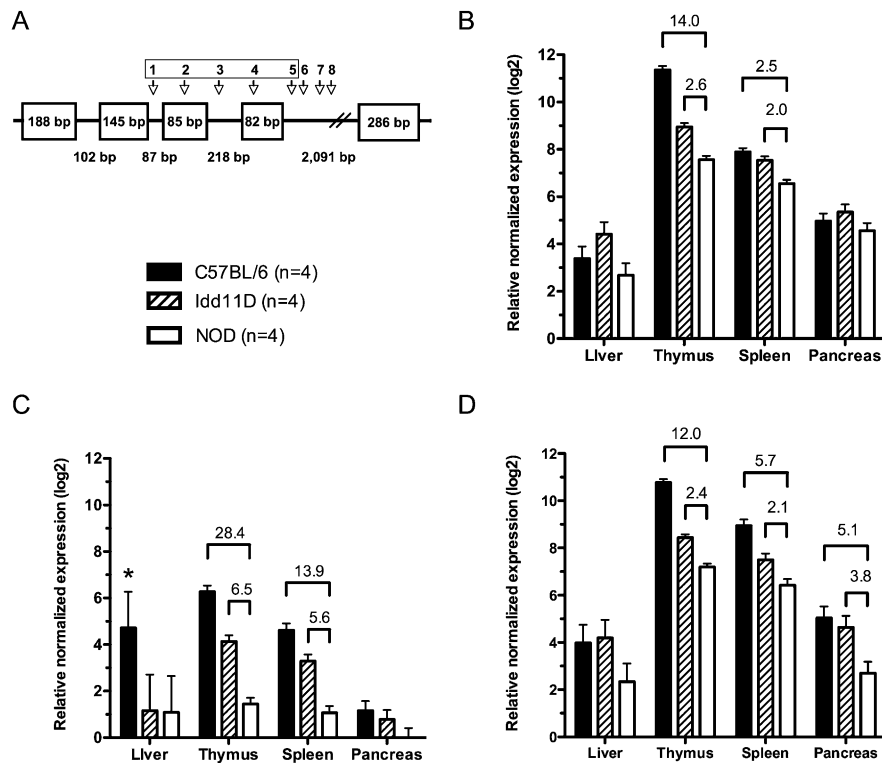 A
1 2 3 4 5 6 7 8
188 bp 145 bp 85 bp 82 bp 286 bp
102 bp 87 bp 218 bp 2,091 bp
C57BL/6 (n=4)
Idd11D (n=4)
NOD (n=4)
B
Relative normalized expression (log2)
12
10
8
6
4
2
0
14.0
2.6
2.5
2.0
LIver Thymus Spleen Pancreas
C
Relative normalized expression (log2)
12
10
8
6
4
2
0
*
28.4
6.5
13.9
5.6
LIver Thymus Spleen Pancreas
D
Relative normalized expression (log2)
12
10
8
6
4
2
0
12.0
2.4
5.7
2.1
5.1
3.8
Liver Thymus Spleen Pancreas